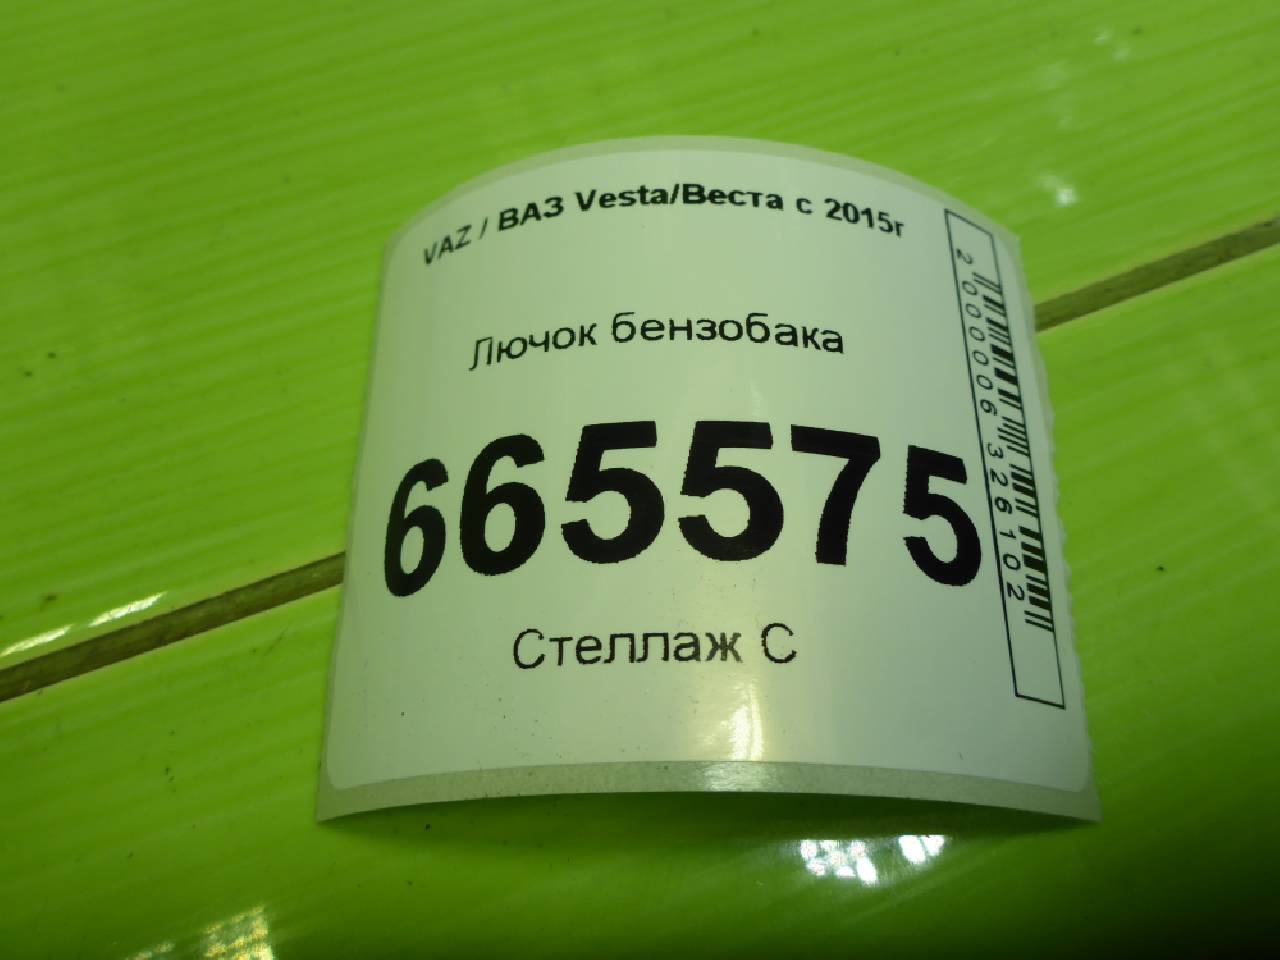 VAZ / ВАЗ Vesta/Веста с 2015г
Лючок бензобака
665575
Стеллаж С
2000006326102